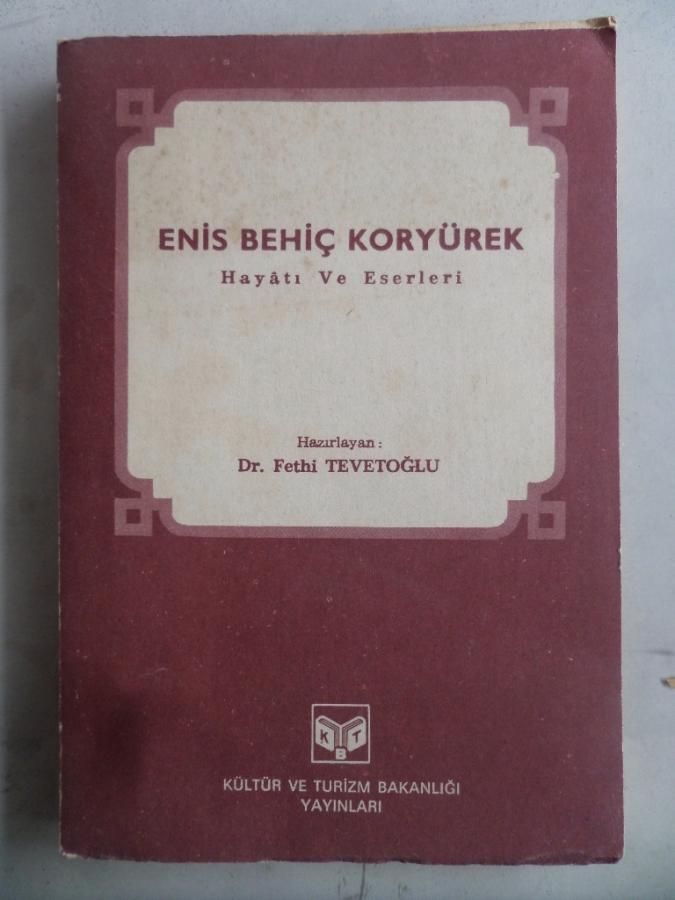 ENİS BEHİÇ KORYÜREK
Hayâtı Ve Eserleri
Hazırlayan :
Dr. Fethi TEVETOĞLU
K B T
KÜLTÜR VE TURİZM BAKANLIĞI
YAYINLARI